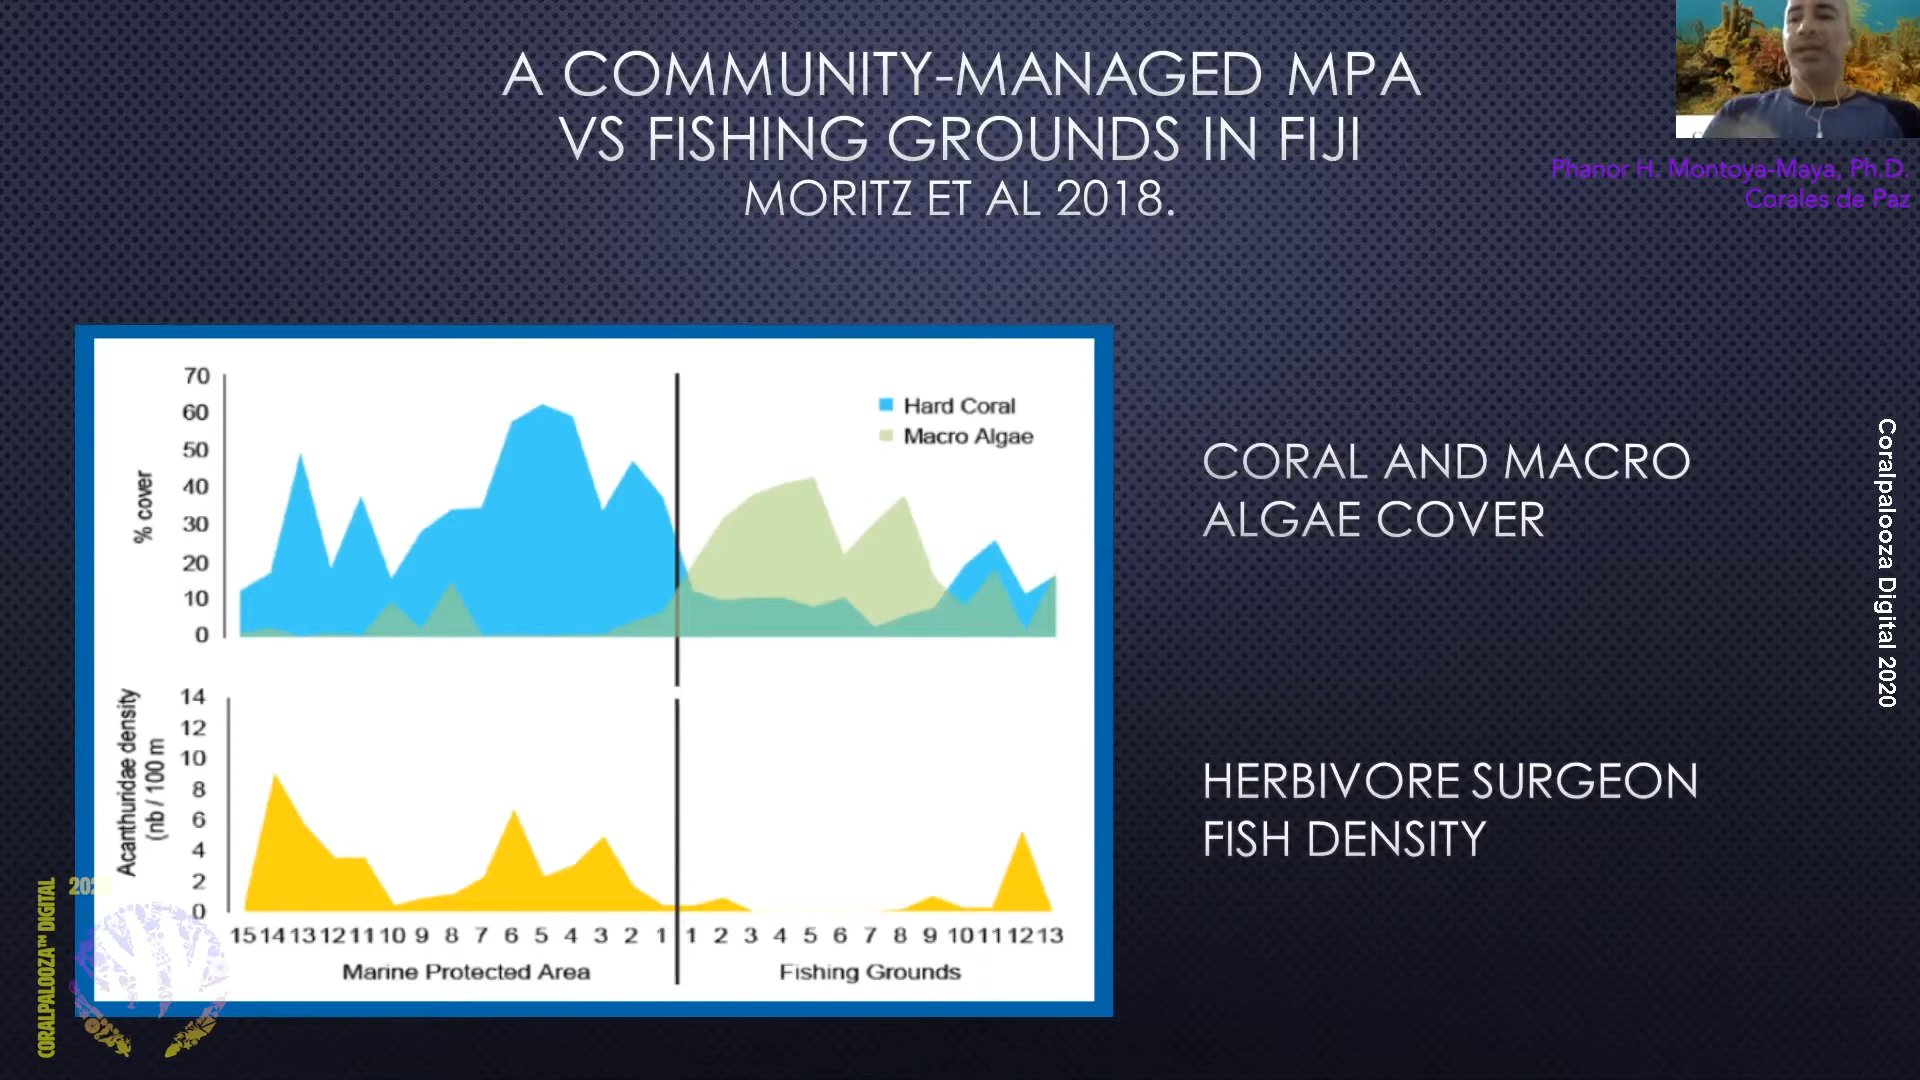 A COMMUNITY-MANAGED MPA
VS FISHING GROUNDS IN FIJI
MORITZ ET AL 2018.
Phanor H. Montoya-Maya, Ph.D.
Corales de Paz
70
60
50
40
30
20
10
0
% cover
Hard Coral
Macro Algae
CORAL AND MACRO
ALGAE COVER
14
12
10
8
6
4
2
0
Acanthuridae density
(nb / 100 m
15 14 13 12 11 10 9 8 7 6 5 4 3 2 1 1 2 3 4 5 6 7 8 9 10 11 12 13
Marine Protected Area
Fishing Grounds
HERBIVORE SURGEON
FISH DENSITY
Coralpalooza Digital 2020
CORALPALOOZA™ DIGITAL
2020